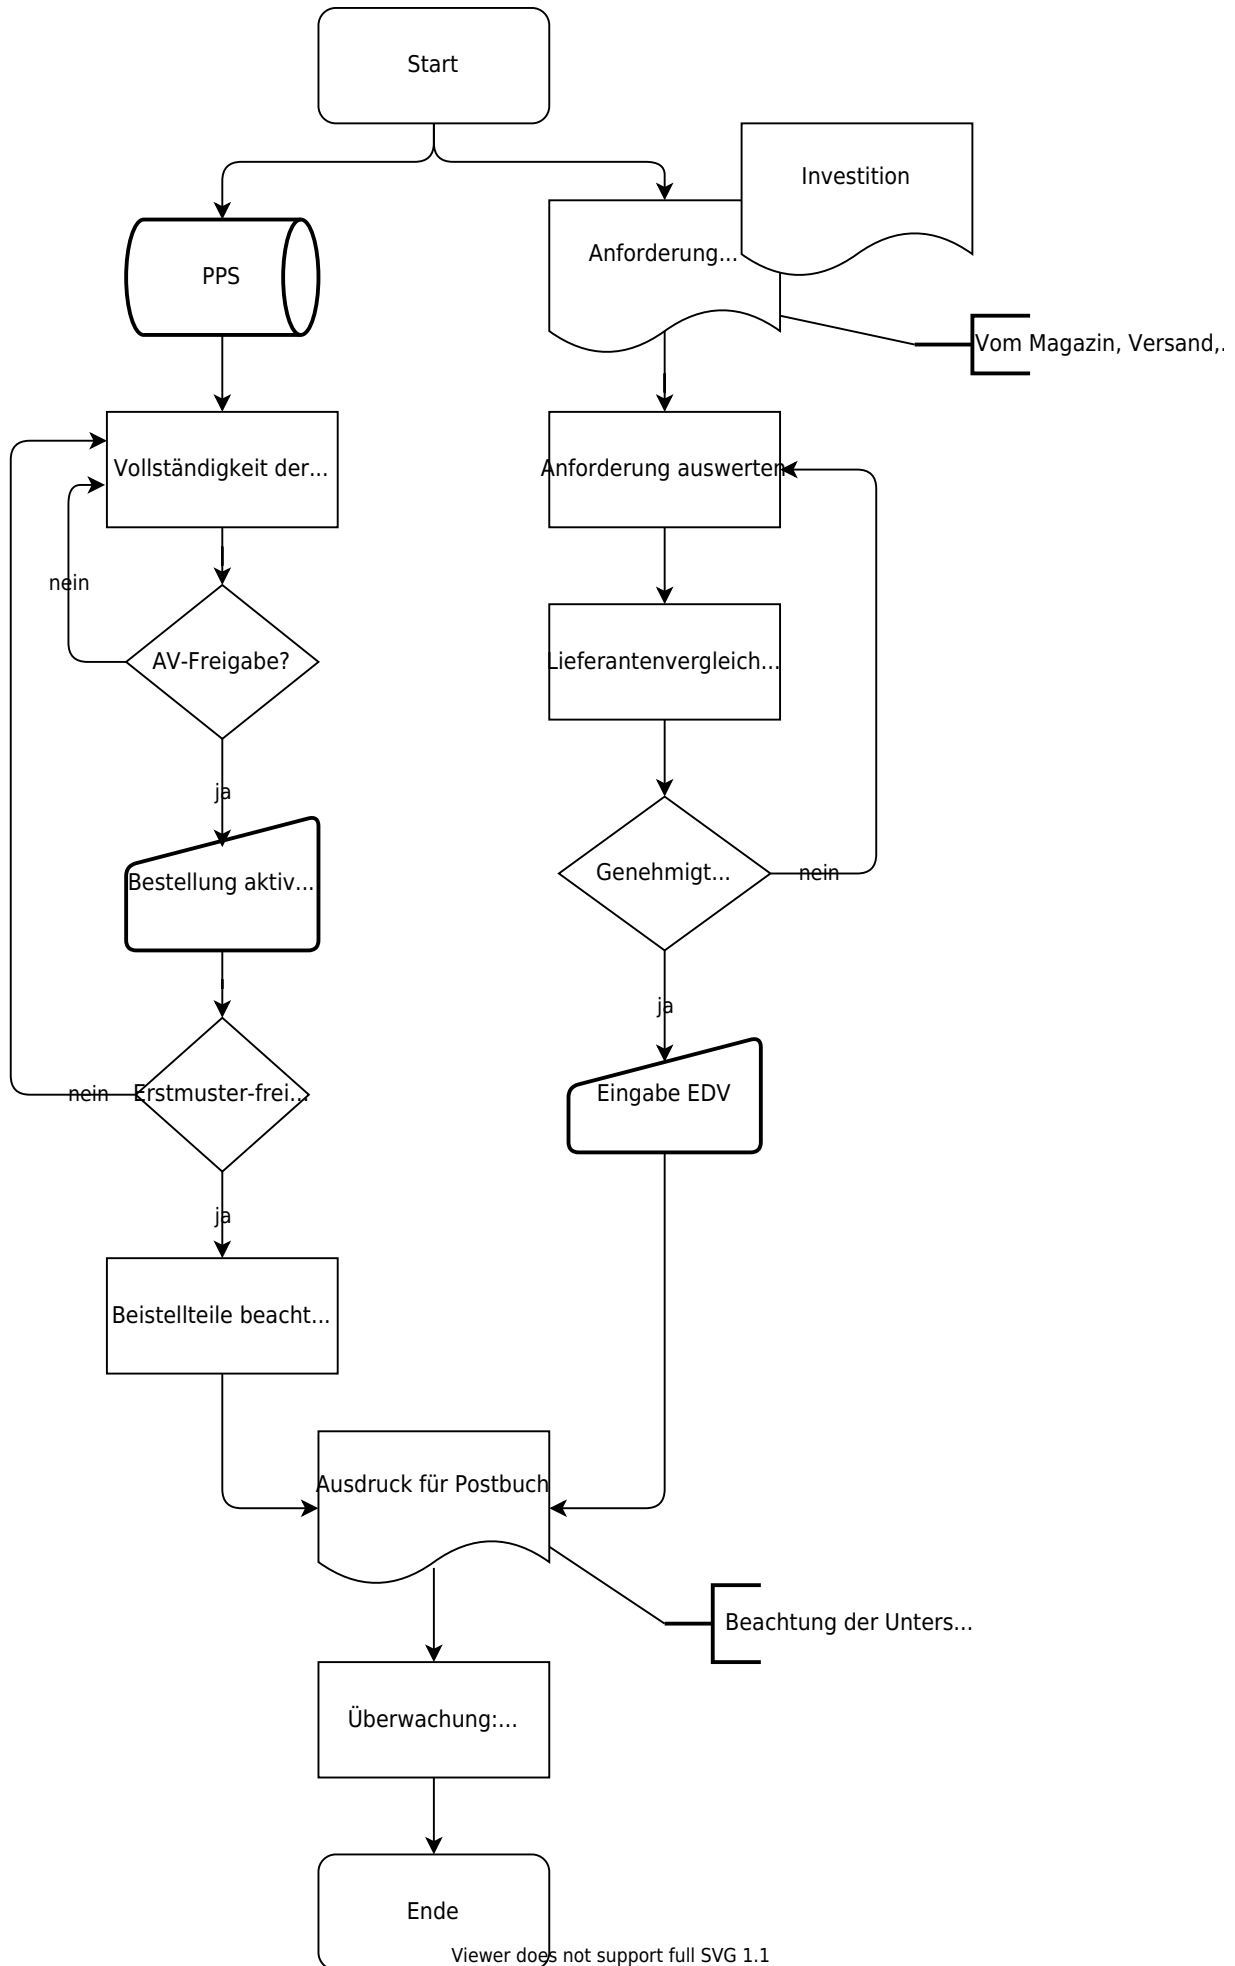 Start
Investition
Anforderung...
PPS
Vom Magazin, Versand,.
Vollständigkeit der...
Anforderung auswerten
nein
AV-Freigabe?
Lieferantenvergleich...
ja
Bestellung aktiv...
Genehmigt...
nein
ja
nein
Erstmuster-frei...
Eingabe EDV
ja
Beistellteile beacht...
Ausdruck für Postbuch
Beachtung der Unters...
Überwachung:...
Ende
Viewer does not support full SVG 1.1